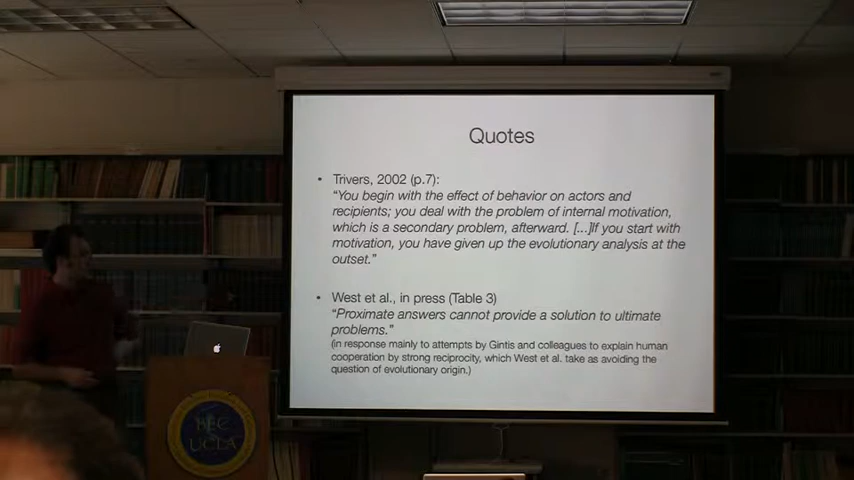 Quotes
• Trivers, 2002 (p.7):
“You begin with the effect of behavior on actors and
recipients; you deal with the problem of internal motivation,
which is a secondary problem, afterward. [...]If you start with
motivation, you have given up the evolutionary analysis at the
outset.”
• West et al., in press (Table 3)
“Proximate answers cannot provide a solution to ultimate
problems.”
(in response mainly to attempts by Gintis and colleagues to explain human
cooperation by strong reciprocity, which West et al. take as avoiding the
question of evolutionary origin.)
BEC
UCLA